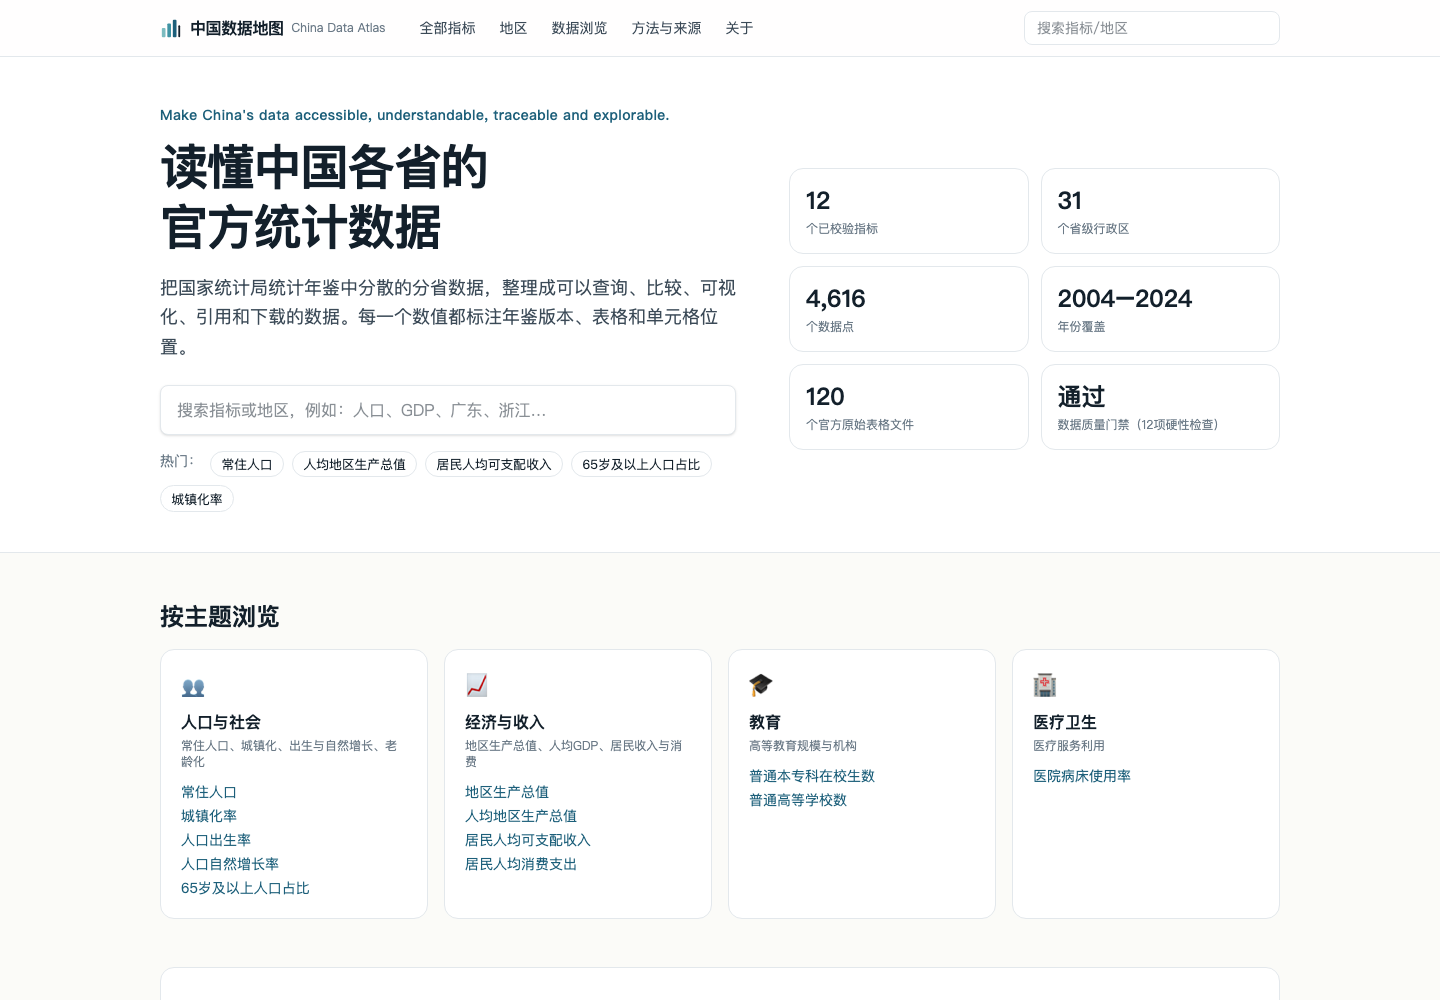 中国数据地图 China Data Atlas 全部指标 地区 数据浏览 方法与来源 关于 搜索指标/地区
Make China's data accessible, understandable, traceable and explorable.
读懂中国各省的
官方统计数据
把国家统计局统计年鉴中分散的分省数据，整理成可以查询、比较、可视
化、引用和下载的数据。每一个数值都标注年鉴版本、表格和单元格位
置。
搜索指标或地区，例如：人口、GDP、广东、浙江...
热门： 常住人口 人均地区生产总值 居民人均可支配收入 65岁及以上人口占比
城镇化率
12
个已校验指标
31
个省级行政区
4,616
个数据点
2004—2024
年份覆盖
120
个官方原始表格文件
通过
数据质量门禁（12项硬性检查）
按主题浏览
人口与社会
常住人口、城镇化、出生与自然增长、老
龄化
常住人口
城镇化率
人口出生率
人口自然增长率
65岁及以上人口占比
经济与收入
地区生产总值、人均GDP、居民收入与消
费
地区生产总值
人均地区生产总值
居民人均可支配收入
居民人均消费支出
教育
高等教育规模与机构
普通本专科在校生数
普通高等学校数
医疗卫生
医疗服务利用
医院病床使用率